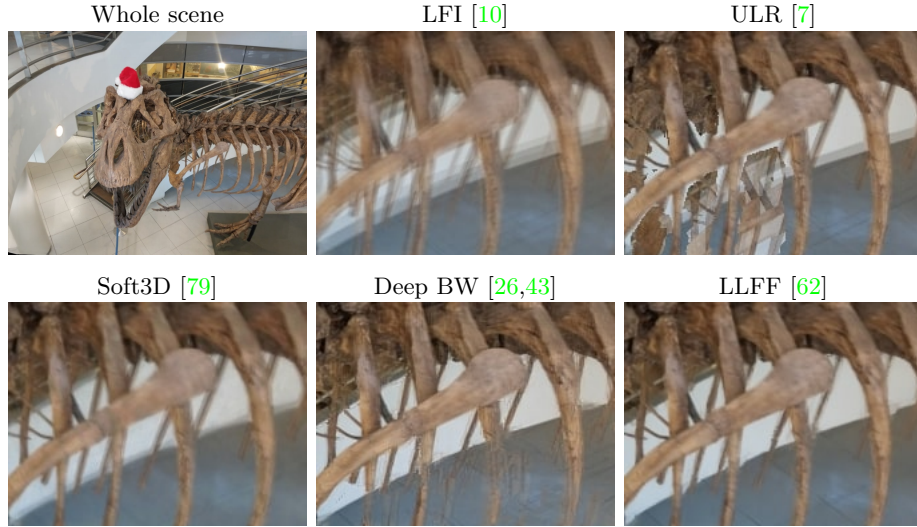 Whole scene
LFI [10]
ULR [7]
Soft3D [79]
Deep BW [26,43]
LLFF [62]